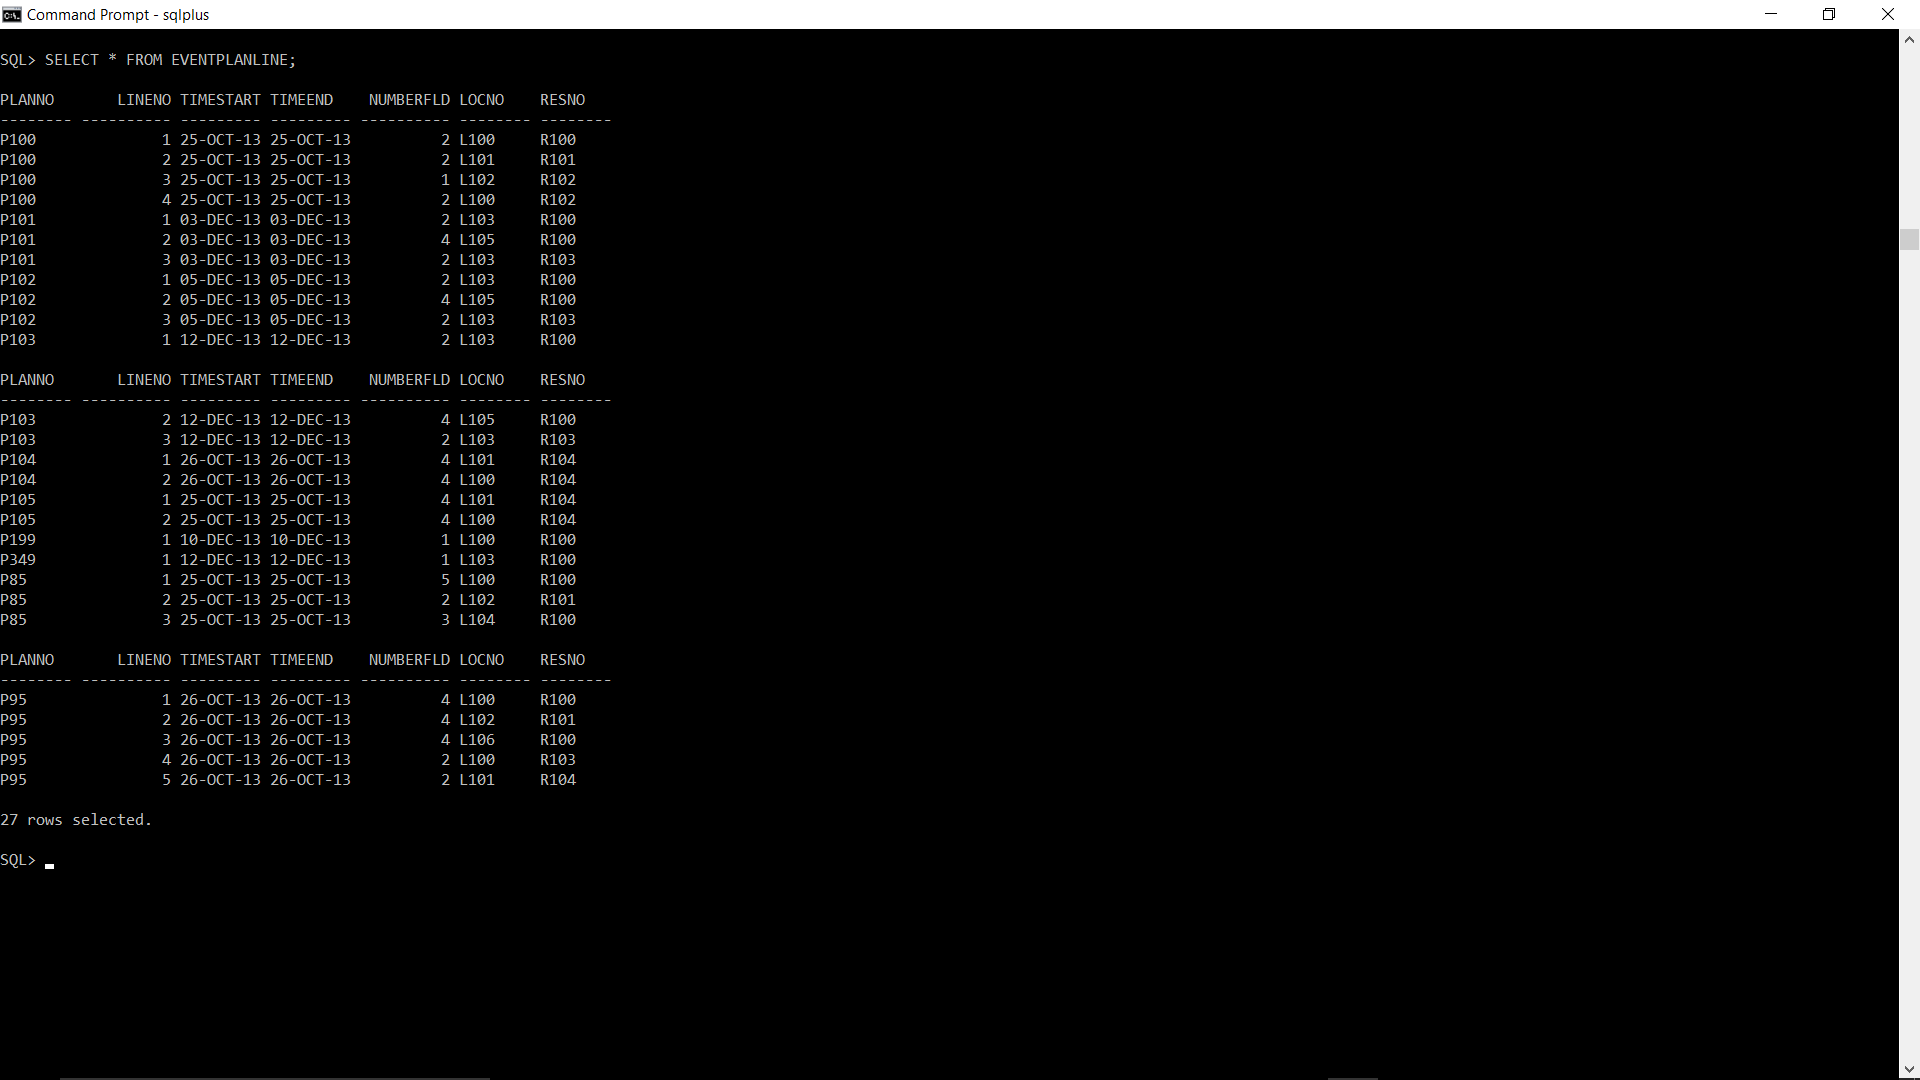 Command Prompt - sqlplus
SQL> SELECT * FROM EVENTPLANLINE;
PLANNO       LINENO TIMESTART TIMEEND    NUMBERFLD LOCNO    RESNO
-------- ---------- --------- --------- ---------- -------- --------
P100              1 25-OCT-13 25-OCT-13          2 L100     R100
P100              2 25-OCT-13 25-OCT-13          2 L101     R101
P100              3 25-OCT-13 25-OCT-13          1 L102     R102
P100              4 25-OCT-13 25-OCT-13          2 L100     R102
P101              1 03-DEC-13 03-DEC-13          2 L103     R100
P101              2 03-DEC-13 03-DEC-13          4 L105     R100
P101              3 03-DEC-13 03-DEC-13          2 L103     R103
P102              1 05-DEC-13 05-DEC-13          2 L103     R100
P102              2 05-DEC-13 05-DEC-13          4 L105     R100
P102              3 05-DEC-13 05-DEC-13          2 L103     R103
P103              1 12-DEC-13 12-DEC-13          2 L103     R100
PLANNO       LINENO TIMESTART TIMEEND    NUMBERFLD LOCNO    RESNO
-------- ---------- --------- --------- ---------- -------- --------
P103              2 12-DEC-13 12-DEC-13          4 L105     R100
P103              3 12-DEC-13 12-DEC-13          2 L103     R103
P104              1 26-OCT-13 26-OCT-13          4 L101     R104
P104              2 26-OCT-13 26-OCT-13          4 L100     R104
P105              1 25-OCT-13 25-OCT-13          4 L101     R104
P105              2 25-OCT-13 25-OCT-13          4 L100     R104
P199              1 10-DEC-13 10-DEC-13          1 L100     R100
P349              1 12-DEC-13 12-DEC-13          1 L103     R100
P85               1 25-OCT-13 25-OCT-13          5 L100     R100
P85               2 25-OCT-13 25-OCT-13          2 L102     R101
P85               3 25-OCT-13 25-OCT-13          3 L104     R100
PLANNO       LINENO TIMESTART TIMEEND    NUMBERFLD LOCNO    RESNO
-------- ---------- --------- --------- ---------- -------- --------
P95               1 26-OCT-13 26-OCT-13          4 L100     R100
P95               2 26-OCT-13 26-OCT-13          4 L102     R101
P95               3 26-OCT-13 26-OCT-13          4 L106     R100
P95               4 26-OCT-13 26-OCT-13          2 L100     R103
P95               5 26-OCT-13 26-OCT-13          2 L101     R104
27 rows selected.
SQL> _